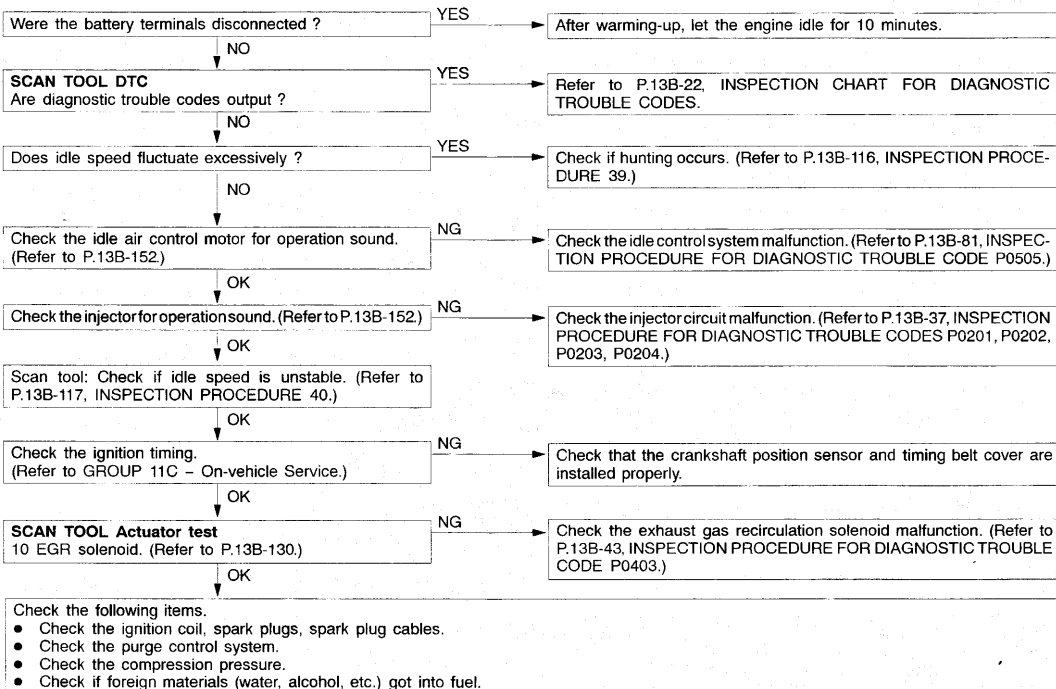 Were the battery terminals disconnected ?
YES
After warming-up, let the engine idle for 10 minutes.
NO
SCAN TOOL DTC
Are diagnostic trouble codes output ?
YES
Refer to P.13B-22, INSPECTION CHART FOR DIAGNOSTIC
TROUBLE CODES.
NO
Does idle speed fluctuate excessively ?
YES
Check if hunting occurs. (Refer to P.13B-116, INSPECTION PROCE-
DURE 39.)
NO
Check the idle air control motor for operation sound.
(Refer to P.13B-152.)
NG
Check the idle control system malfunction. (Refer to P.13B-81, INSPEC-
TION PROCEDURE FOR DIAGNOSTIC TROUBLE CODE P0505.)
OK
Check the injector for operation sound. (Refer to P.13B-152.)
NG
Check the injector circuit malfunction. (Refer to P.13B-37, INSPECTION
PROCEDURE FOR DIAGNOSTIC TROUBLE CODES P0201, P0202,
P0203, P0204.)
OK
Scan tool: Check if idle speed is unstable. (Refer to
P.13B-117, INSPECTION PROCEDURE 40.)
OK
Check the ignition timing.
(Refer to GROUP 11C – On-vehicle Service.)
NG
Check that the crankshaft position sensor and timing belt cover are
installed properly.
OK
SCAN TOOL Actuator test
10 EGR solenoid. (Refer to P.13B-130.)
NG
Check the exhaust gas recirculation solenoid malfunction. (Refer to
P.13B-43, INSPECTION PROCEDURE FOR DIAGNOSTIC TROUBLE
CODE P0403.)
OK
Check the following items.
● Check the ignition coil, spark plugs, spark plug cables.
● Check the purge control system.
● Check the compression pressure.
● Check if foreign materials (water, alcohol, etc.) got into fuel.